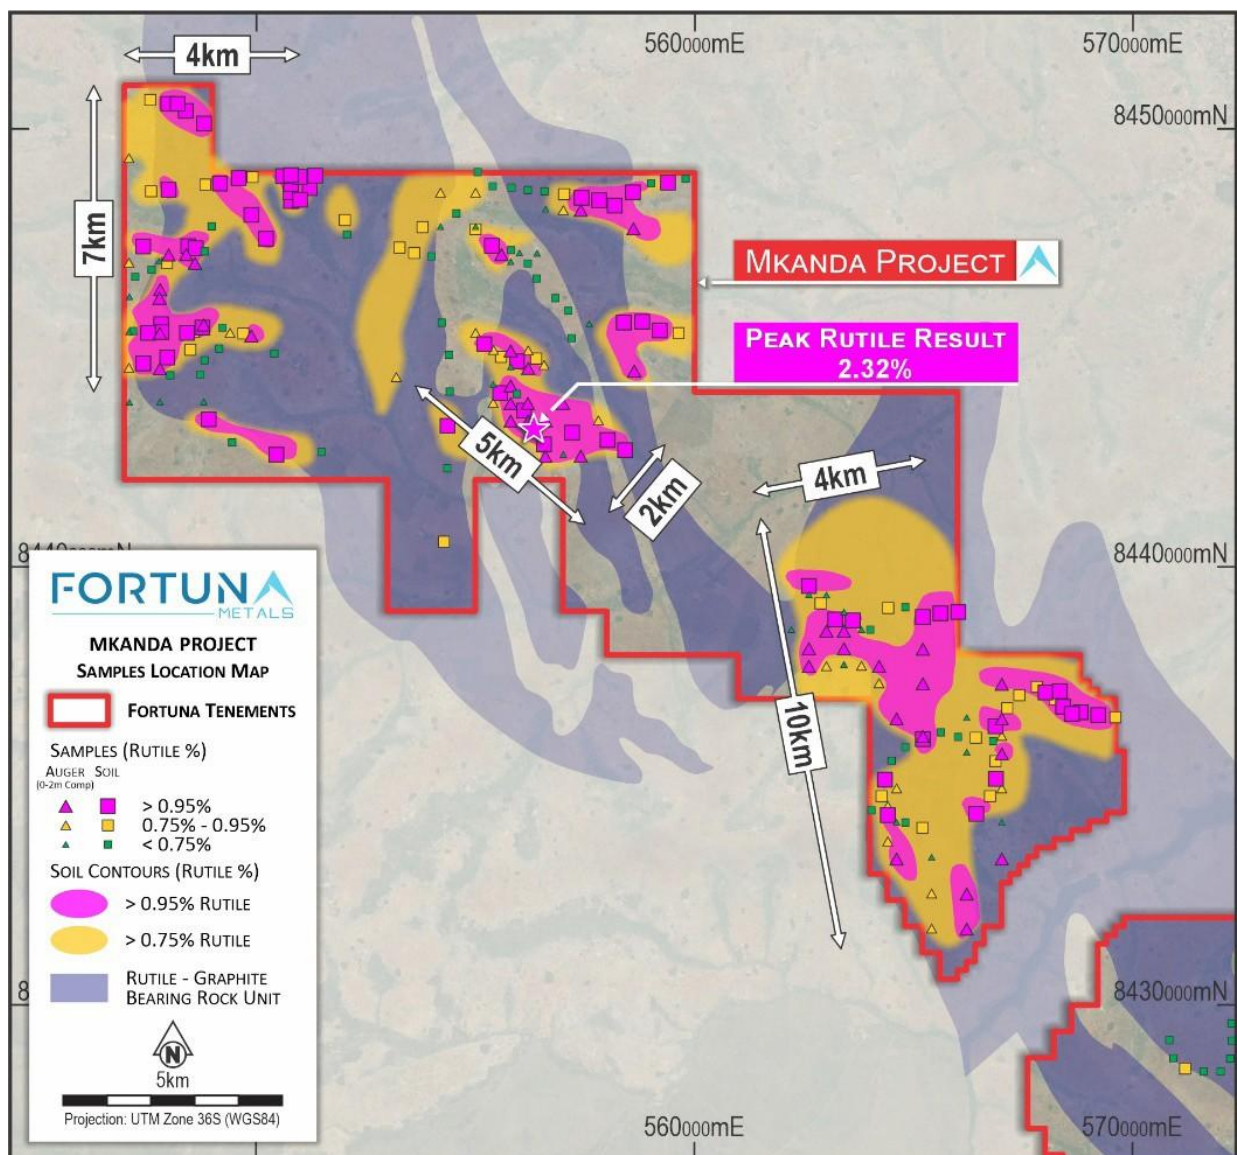 560000mE
570000mE
4km
8450000mN
7km
MKANDA PROJECT
PEAK RUTILE RESULT
2.32%
5km
2km
4km
8440000mN
8440000mN
10km
FORTUNA
METALS
MKANDA PROJECT
SAMPLES LOCATION MAP
FORTUNA TENEMENTS
SAMPLES (RUTILE %)
AUGER SOIL
(0-2m Comp)
> 0.95%
0.75% - 0.95%
< 0.75%
SOIL CONTOURS (RUTILE %)
> 0.95% RUTILE
> 0.75% RUTILE
RUTILE - GRAPHITE
BEARING ROCK UNIT
8430000mN
N
5km
Projection: UTM Zone 36S (WGS84)
560000mE
570000mE